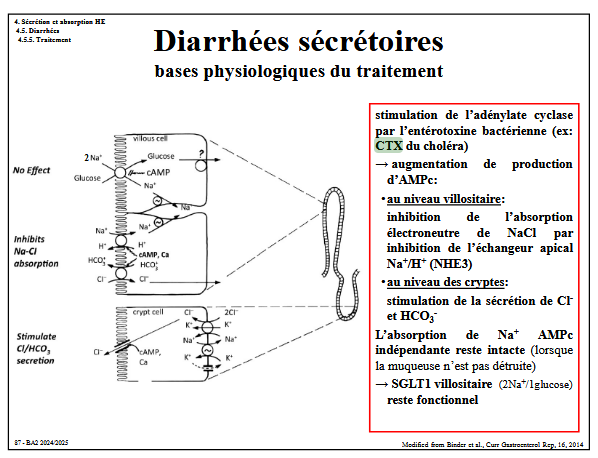 4. Sécrétion et absorption HE
4.5. Diarrhées
4.5.5. Traitement
Diarrhées sécrétoires
bases physiologiques du traitement
villous cell
No Effect
2Na⁺
Glucose
Glucose
cAMP
Na⁺
?
~
Na
Inhibits
Na-Cl
absorption
Na⁺
Na⁺
~
H⁺
H⁺
cAMP, Ca
HCO₃⁻
HCO₃⁻
Cl⁻
Cl⁻
Stimulate
Cl/HCO₃
secretion
crypt cell
Cl⁻
2Cl⁻
K⁺
K⁺
Na⁺
Na⁺
~
K⁺
K⁺
Cl⁻
cAMP,
Ca
stimulation de l’adénylate cyclase
par l’entérotoxine bactérienne (ex:
CTX du choléra)
→ augmentation de production
d’AMPc:
•au niveau villositaire:
inhibition de l’absorption
électroneutre de NaCl par
inhibition de l’échangeur apical
Na⁺/H⁺ (NHE3)
•au niveau des cryptes:
stimulation de la sécrétion de Cl⁻
et HCO₃⁻
L’absorption de Na⁺ AMPc
indépendante reste intacte (lorsque
la muqueuse n’est pas détruite)
→ SGLT1 villositaire (2Na⁺/1glucose)
reste fonctionnel
87 - BA2 2024/2025
Modified from Binder et al., Curr Gastroenterol Rep, 16, 2014